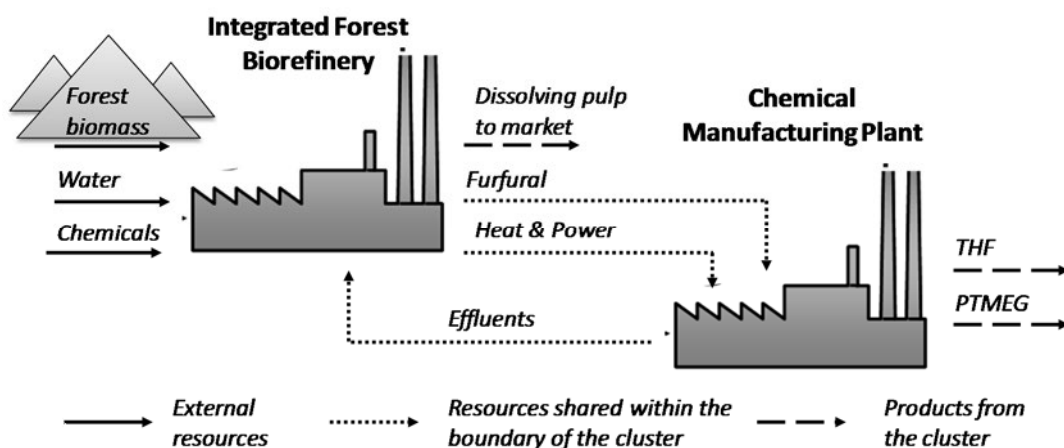 Integrated Forest
Biorefinery
Forest
biomass
Dissolving pulp
to market
Chemical
Manufacturing Plant
Water
Furfural
Chemicals
Heat & Power
THF
PTMEG
Effluents
External
resources
Resources shared within the
boundary of the cluster
Products from
the cluster